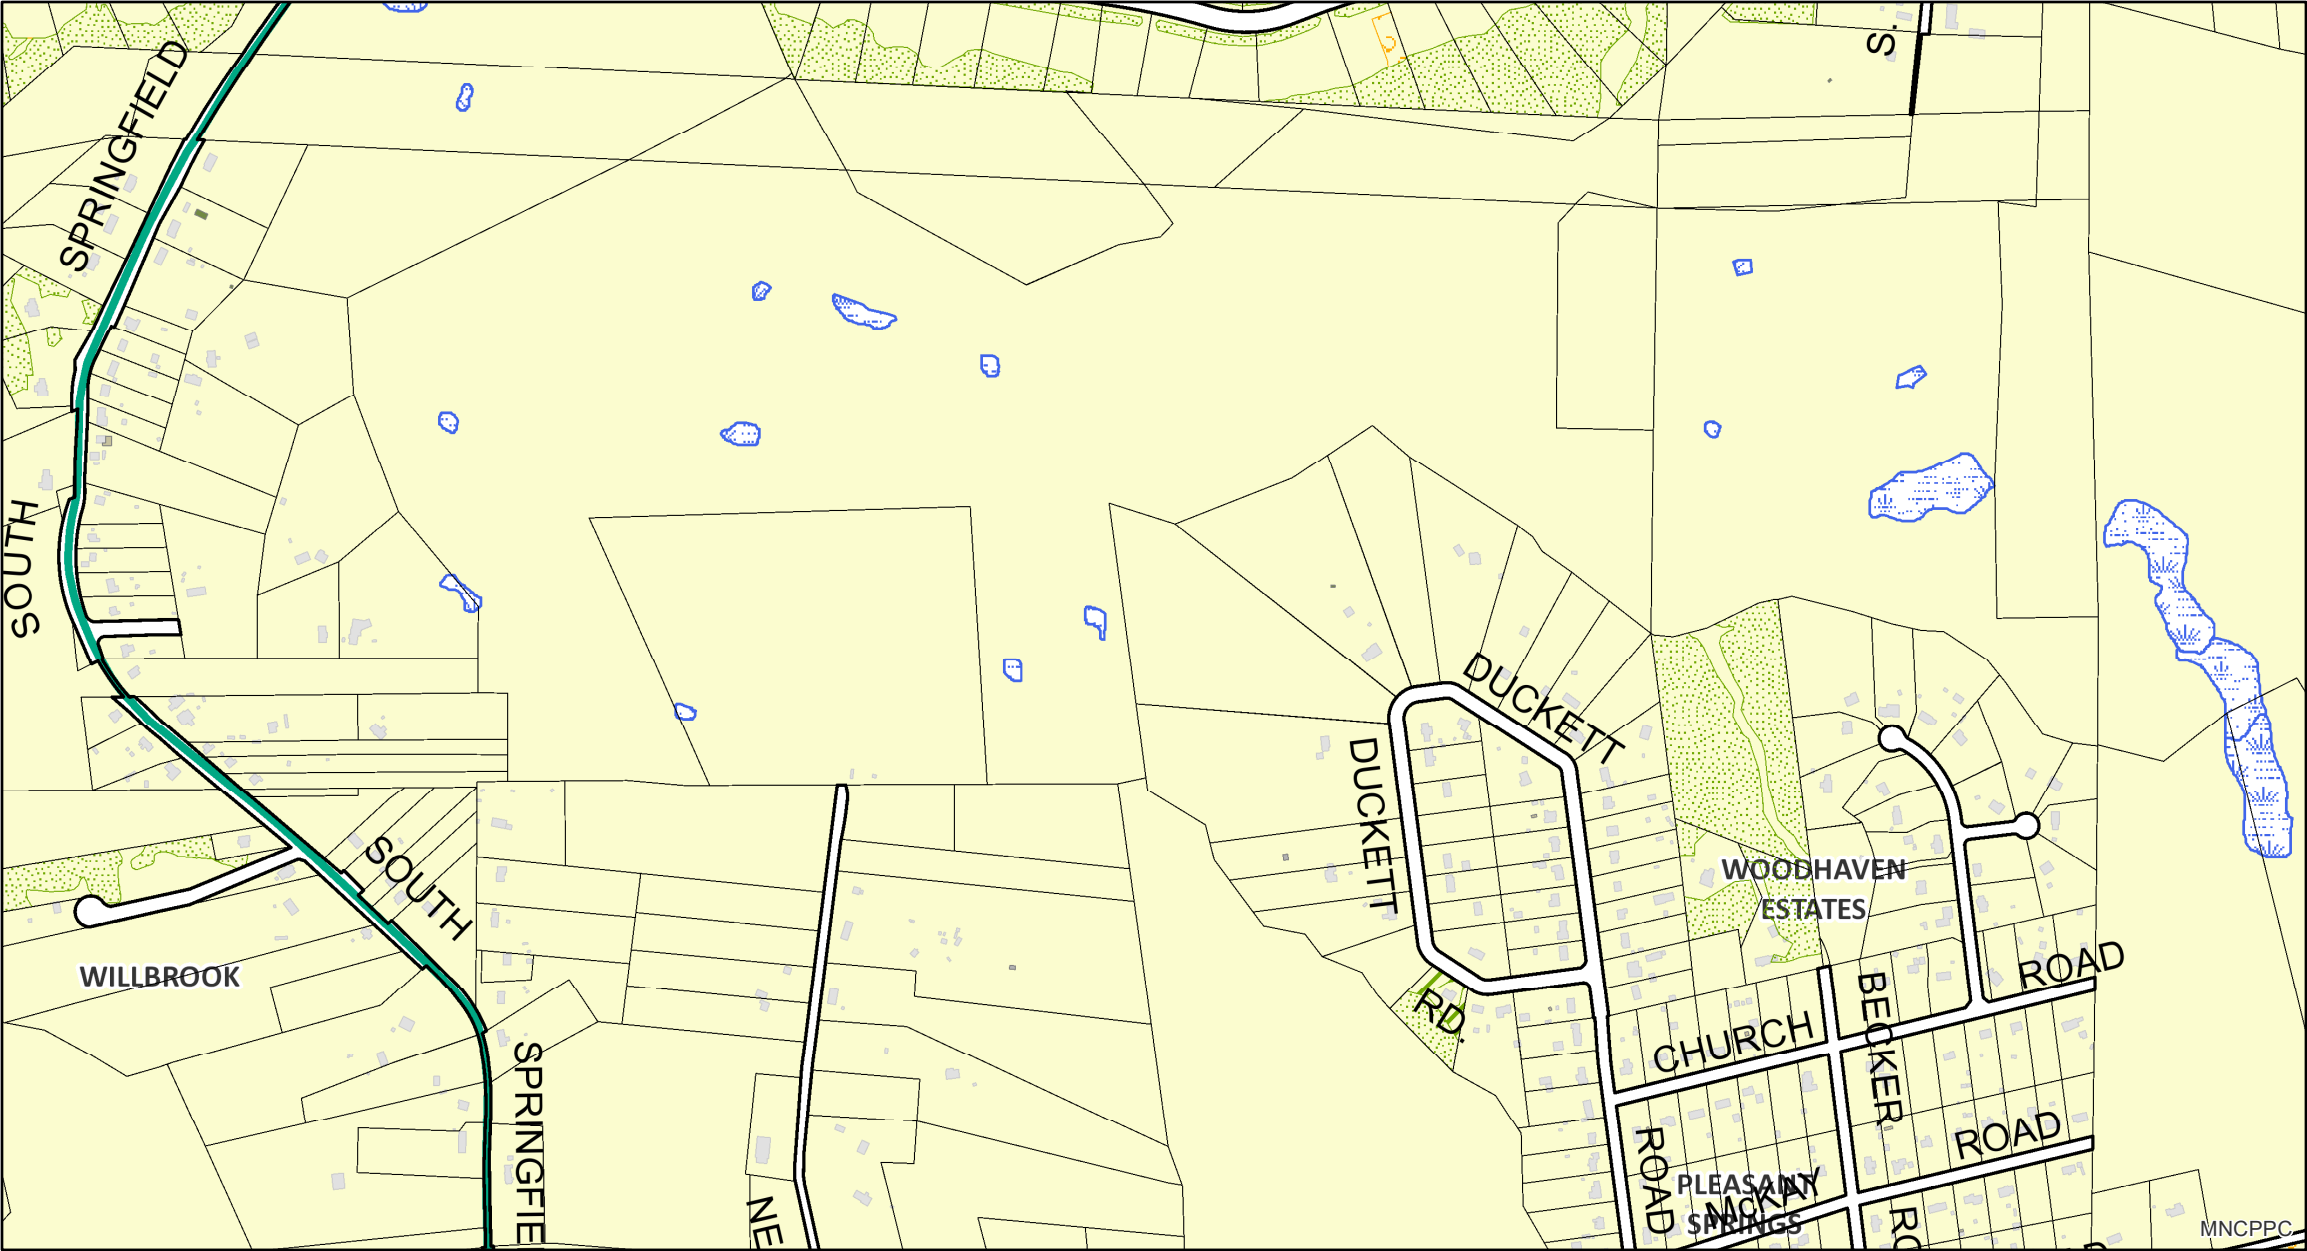 S.
SPRINGFIELD
SOUTH
DUCKETT
DUCKETT
SOUTH
WOODHAVEN
ESTATES
WILLBROOK
RD.
ROAD
CHURCH
BECKER
SPRINGFIE
ROAD
ROAD
PLEASANT
SPRINGS
McKAY
NE
RO
MNCPPC